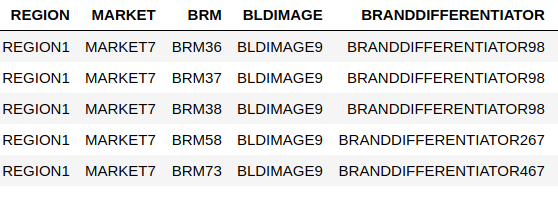 REGION MARKET BRM BLDIMAGE BRANDDIFFERENTIATOR
REGION1 MARKET7 BRM36 BLDIMAGE9 BRANDDIFFERENTIATOR98
REGION1 MARKET7 BRM37 BLDIMAGE9 BRANDDIFFERENTIATOR98
REGION1 MARKET7 BRM38 BLDIMAGE9 BRANDDIFFERENTIATOR98
REGION1 MARKET7 BRM58 BLDIMAGE9 BRANDDIFFERENTIATOR267
REGION1 MARKET7 BRM73 BLDIMAGE9 BRANDDIFFERENTIATOR467